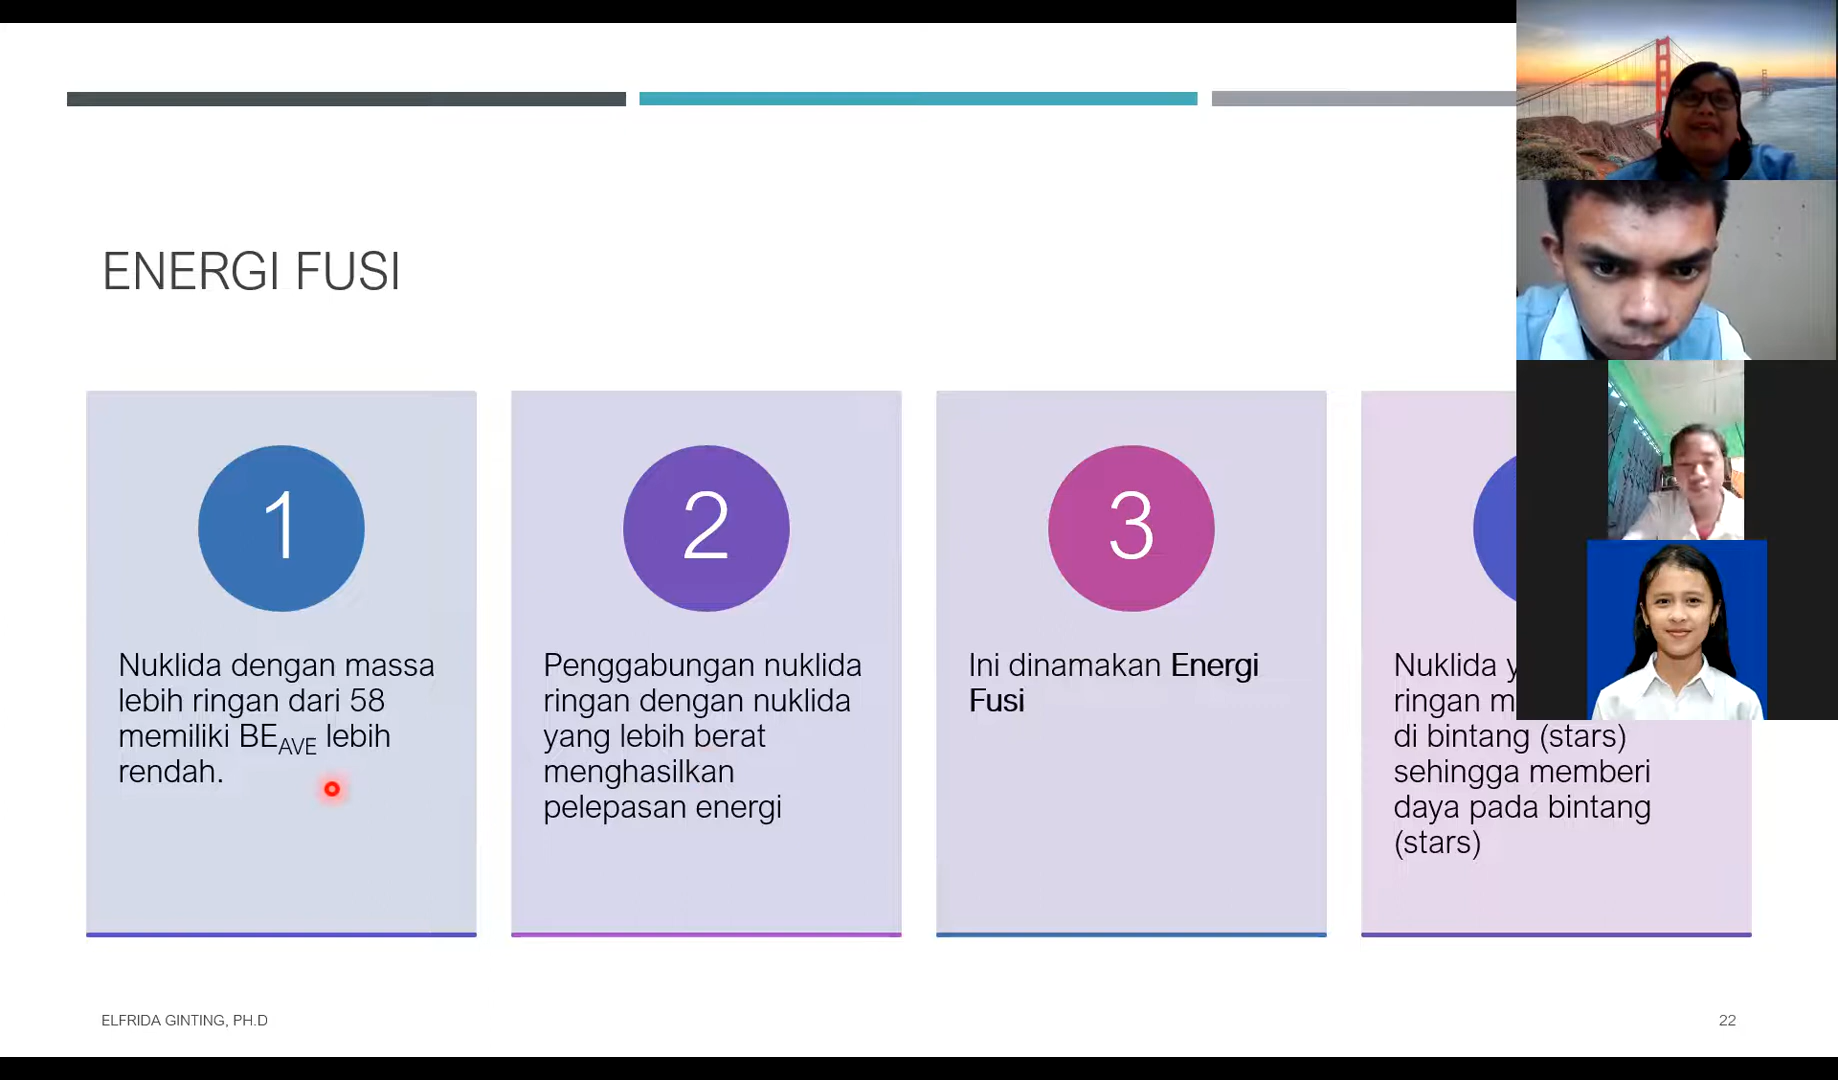 ENERGI FUSI
1
Nuklida dengan massa
lebih ringan dari 58
memiliki BE_AVE lebih
rendah.
2
Penggabungan nuklida
ringan dengan nuklida
yang lebih berat
menghasilkan
pelepasan energi
3
Ini dinamakan Energi
Fusi
Nuklida
ringan
di bintang (stars)
sehingga memberi
daya pada bintang
(stars)
ELFRIDA GINTING, PH.D
22